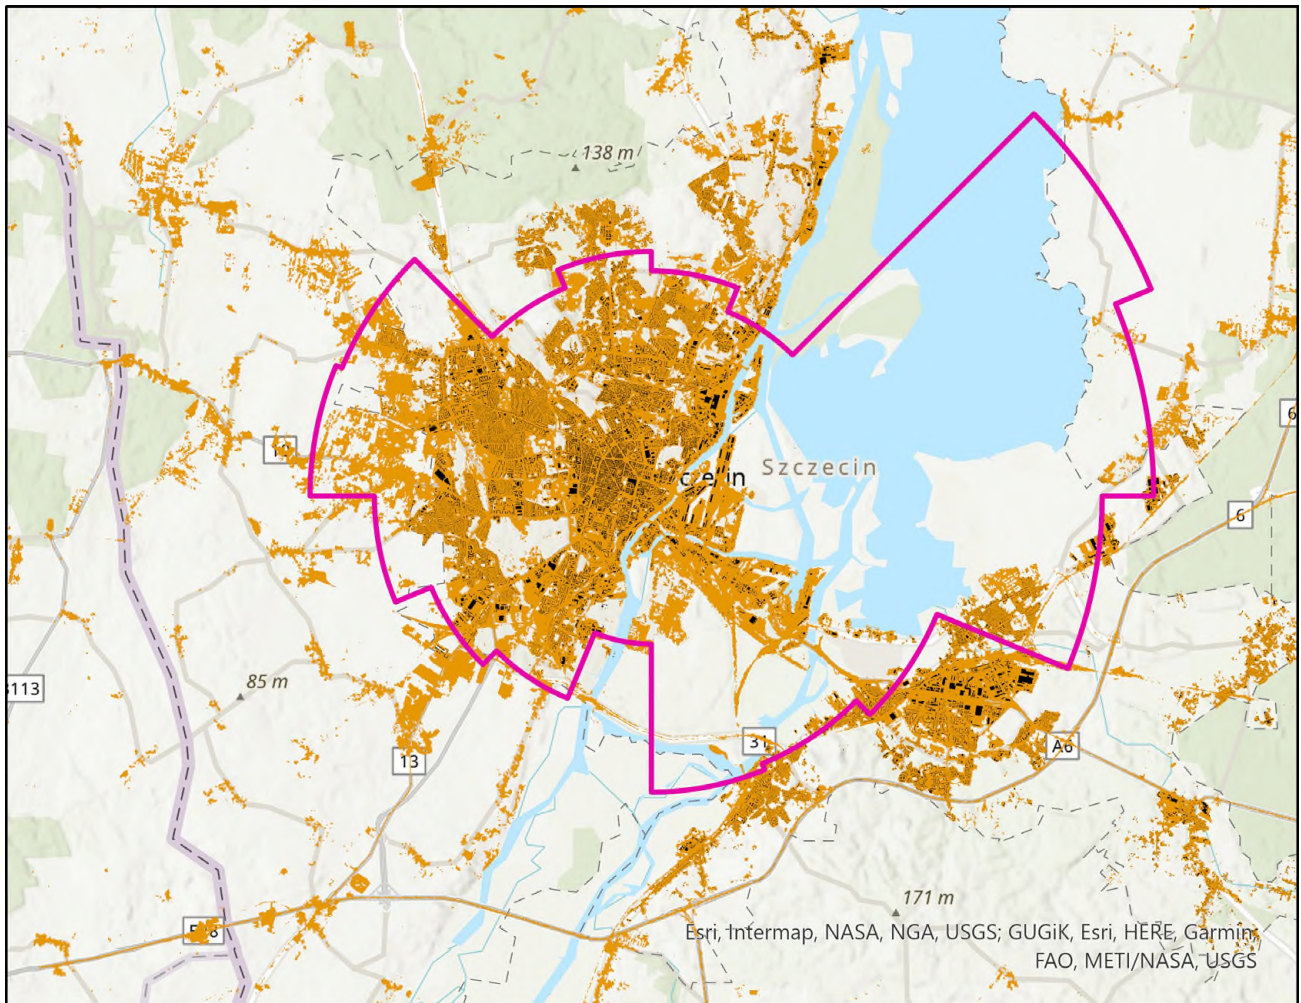 138 m
6
Szczecin
6
85 m
3113
31
A6
13
171 m
Esri, Intermap, NASA, NGA, USGS; GUGiK, Esri, HERE, Garmin,
FAO, METI/NASA, USGS